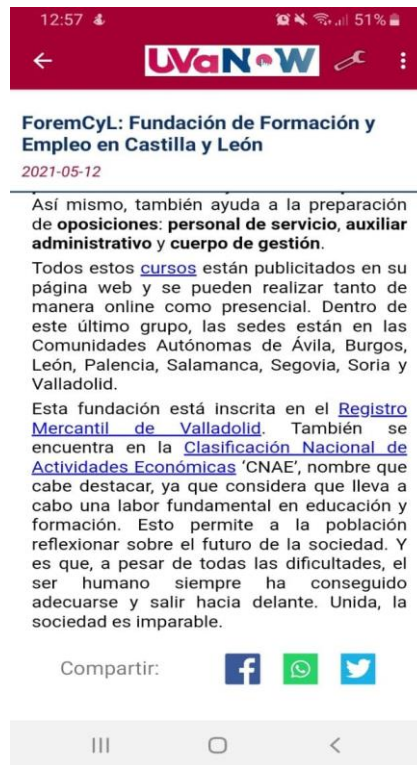 12:57
51%
UVaNoW
ForemCyL: Fundación de Formación y
Empleo en Castilla y León
2021-05-12
Así mismo, también ayuda a la preparación
de oposiciones: personal de servicio, auxiliar
administrativo y cuerpo de gestión.
Todos estos cursos están publicitados en su
página web y se pueden realizar tanto de
manera online como presencial. Dentro de
este último grupo, las sedes están en las
Comunidades Autónomas de Ávila, Burgos,
León, Palencia, Salamanca, Segovia, Soria y
Valladolid.
Esta fundación está inscrita en el Registro
Mercantil de Valladolid. También se
encuentra en la Clasificación Nacional de
Actividades Económicas ‘CNAE’, nombre que
cabe destacar, ya que considera que lleva a
cabo una labor fundamental en educación y
formación. Esto permite a la población
reflexionar sobre el futuro de la sociedad. Y
es que, a pesar de todas las dificultades, el
ser humano siempre ha conseguido
adecuarse y salir hacia delante. Unida, la
sociedad es imparable.
Compartir: